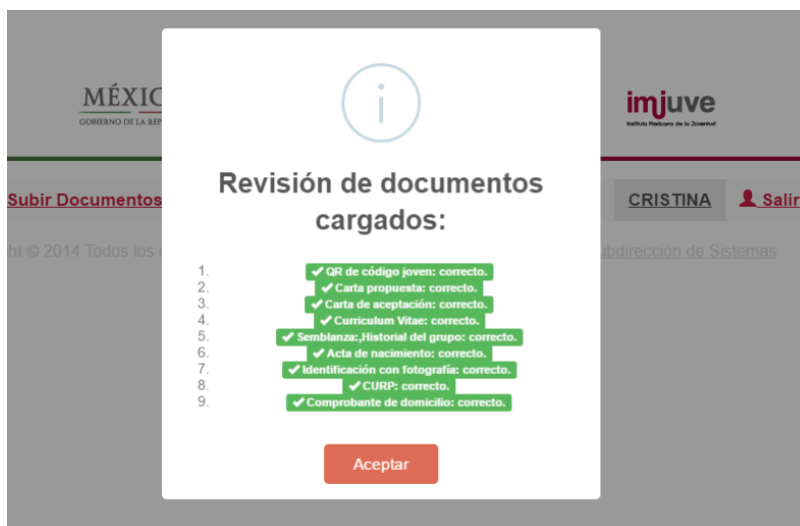 MÉXIC
GOBIERNO DE LA REP
imjuve
Instituto Mexicano de la Juventud
i
Revisión de documentos
cargados:
Subir Documentos
CRISTINA
Salir
ht © 2014 Todos los
ubdirección de Sistemas
1. ✔ QR de código joven: correcto.
2. ✔ Carta propuesta: correcto.
3. ✔ Carta de aceptación: correcto.
4. ✔ Curriculum Vitae: correcto.
5. ✔ Semblanza:,Historial del grupo: correcto.
6. ✔ Acta de nacimiento: correcto.
7. ✔ Identificación con fotografía: correcto.
8. ✔ CURP: correcto.
9. ✔ Comprobante de domicilio: correcto.
Aceptar